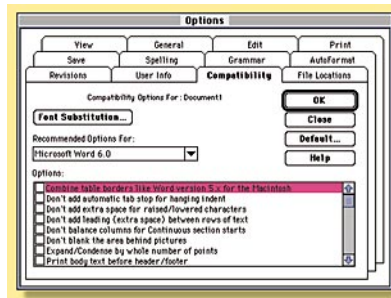 Options
View General Edit Print
Save Spelling Grammar AutoFormat
Revisions User Info Compatibility File Locations
Compatibility Options For: Document1
OK
Font Substitution...
Close
Recommended Options For:
Default...
Microsoft Word 6.0
Help
Options:
Combine table borders like Word version 5.x for the Macintosh
Don't add automatic tab stop for hanging indent
Don't add extra space for raised/lowered characters
Don't add leading (extra space) between rows of text
Don't balance columns for Continuous section starts
Don't blank the area behind pictures
Expand/Condense by whole number of points
Print body text before header/footer